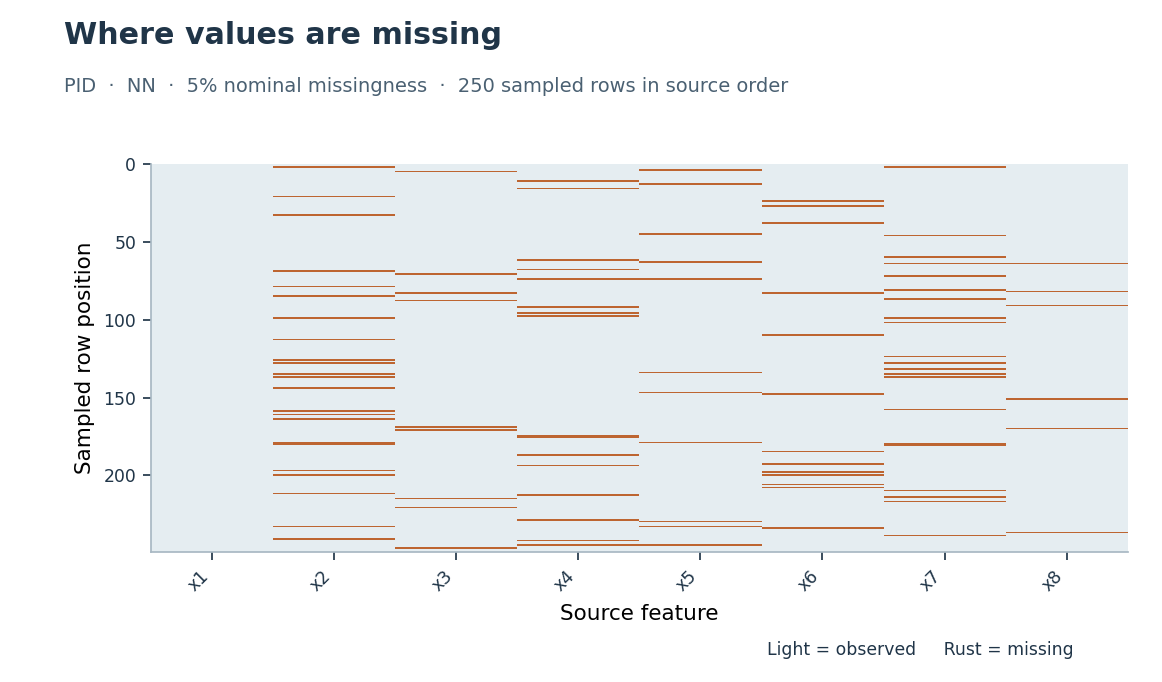 Where values are missing
PID · NN · 5% nominal missingness · 250 sampled rows in source order
0
50
100
150
200
Sampled row position
x1 x2 x3 x4 x5 x6 x7 x8
Source feature
Light = observed Rust = missing